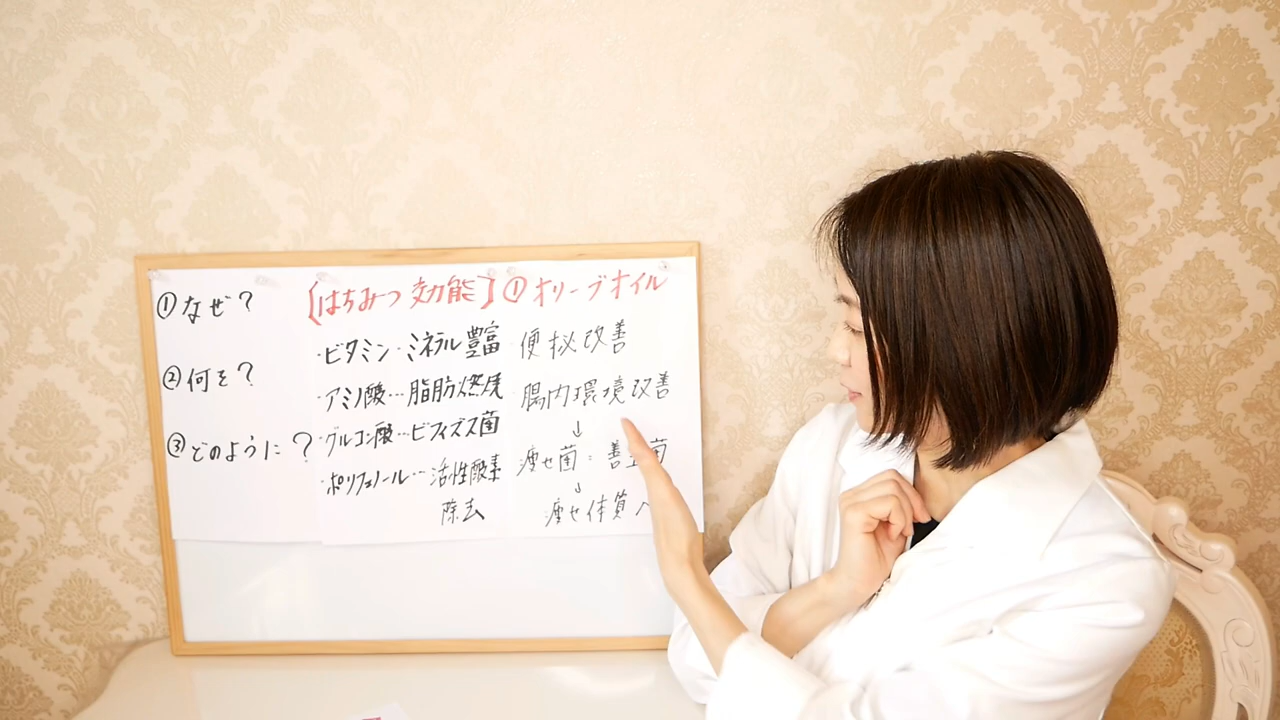 ①なぜ?
②何を?
③どのように?
[はちみつ効能]
・ビタミン・ミネラル豊富
・アミノ酸…脂肪燃焼
・グルコン酸…ビフィズス菌
・ポリフェノール…活性酸素
除去
①オリーブオイル
便秘改善
腸内環境改善
↓
痩せ菌:善玉菌
↓
痩せ体質へ